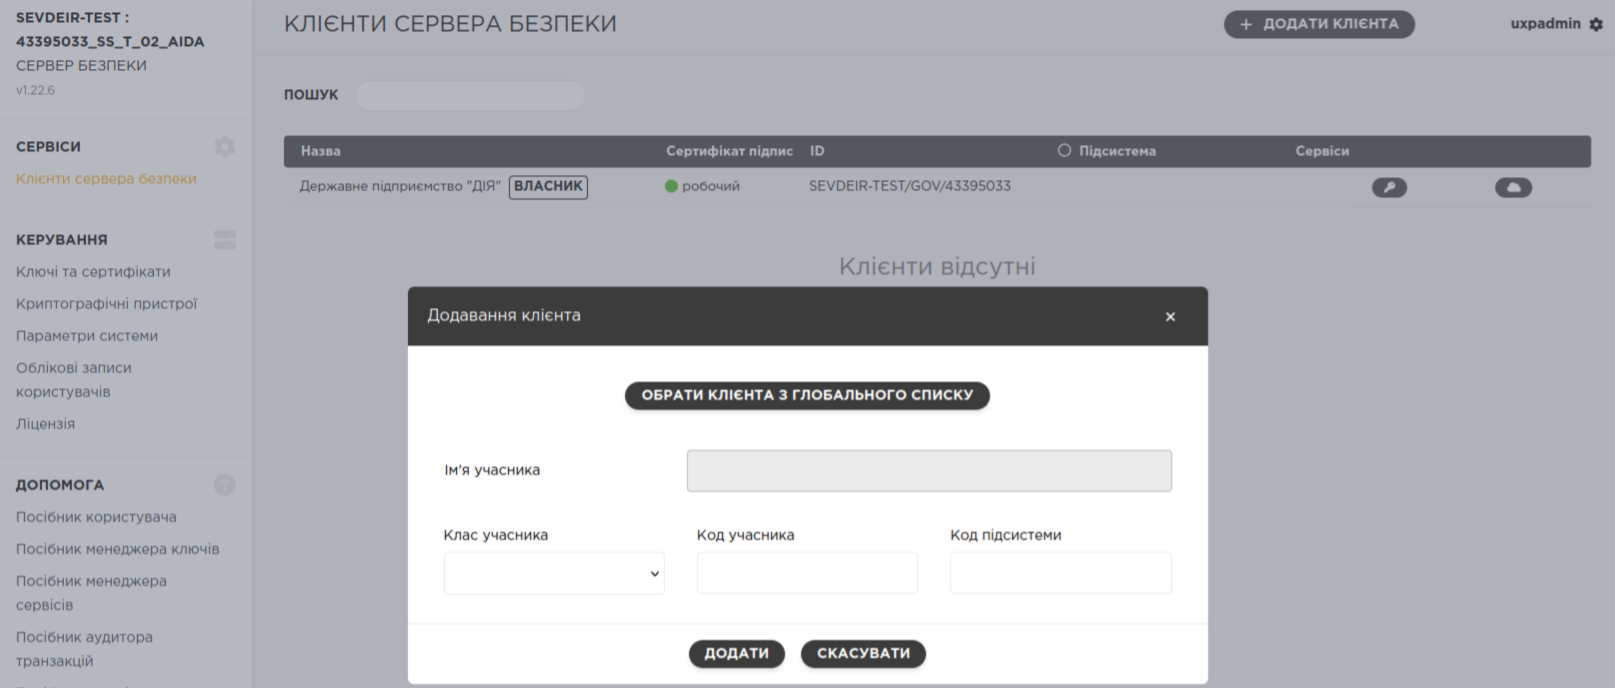 SEVDEIR-TEST :
43395033_SS_T_02_AIDA
СЕРВЕР БЕЗПЕКИ
v1.22.6
СЕРВІСИ
Клієнти сервера безпеки
КЕРУВАННЯ
Ключі та сертифікати
Криптографічні пристрої
Параметри системи
Облікові записи
користувачів
Ліцензія
ДОПОМОГА
Посібник користувача
Посібник менеджера ключів
Посібник менеджера
сервісів
Посібник аудитора
транзакцій
КЛІЄНТИ СЕРВЕРА БЕЗПЕКИ
+ ДОДАТИ КЛІЄНТА
uxpadmin
ПОШУК
Назва Сертифікат підпис ID Підсистема Сервіси
Державне підприємство "ДІЯ" ВЛАСНИК робочий SEVDEIR-TEST/GOV/43395033
Клієнти відсутні
Додавання клієнта ×
ОБРАТИ КЛІЄНТА З ГЛОБАЛЬНОГО СПИСКУ
Ім'я учасника
Клас учасника Код учасника Код підсистеми
ДОДАТИ СКАСУВАТИ